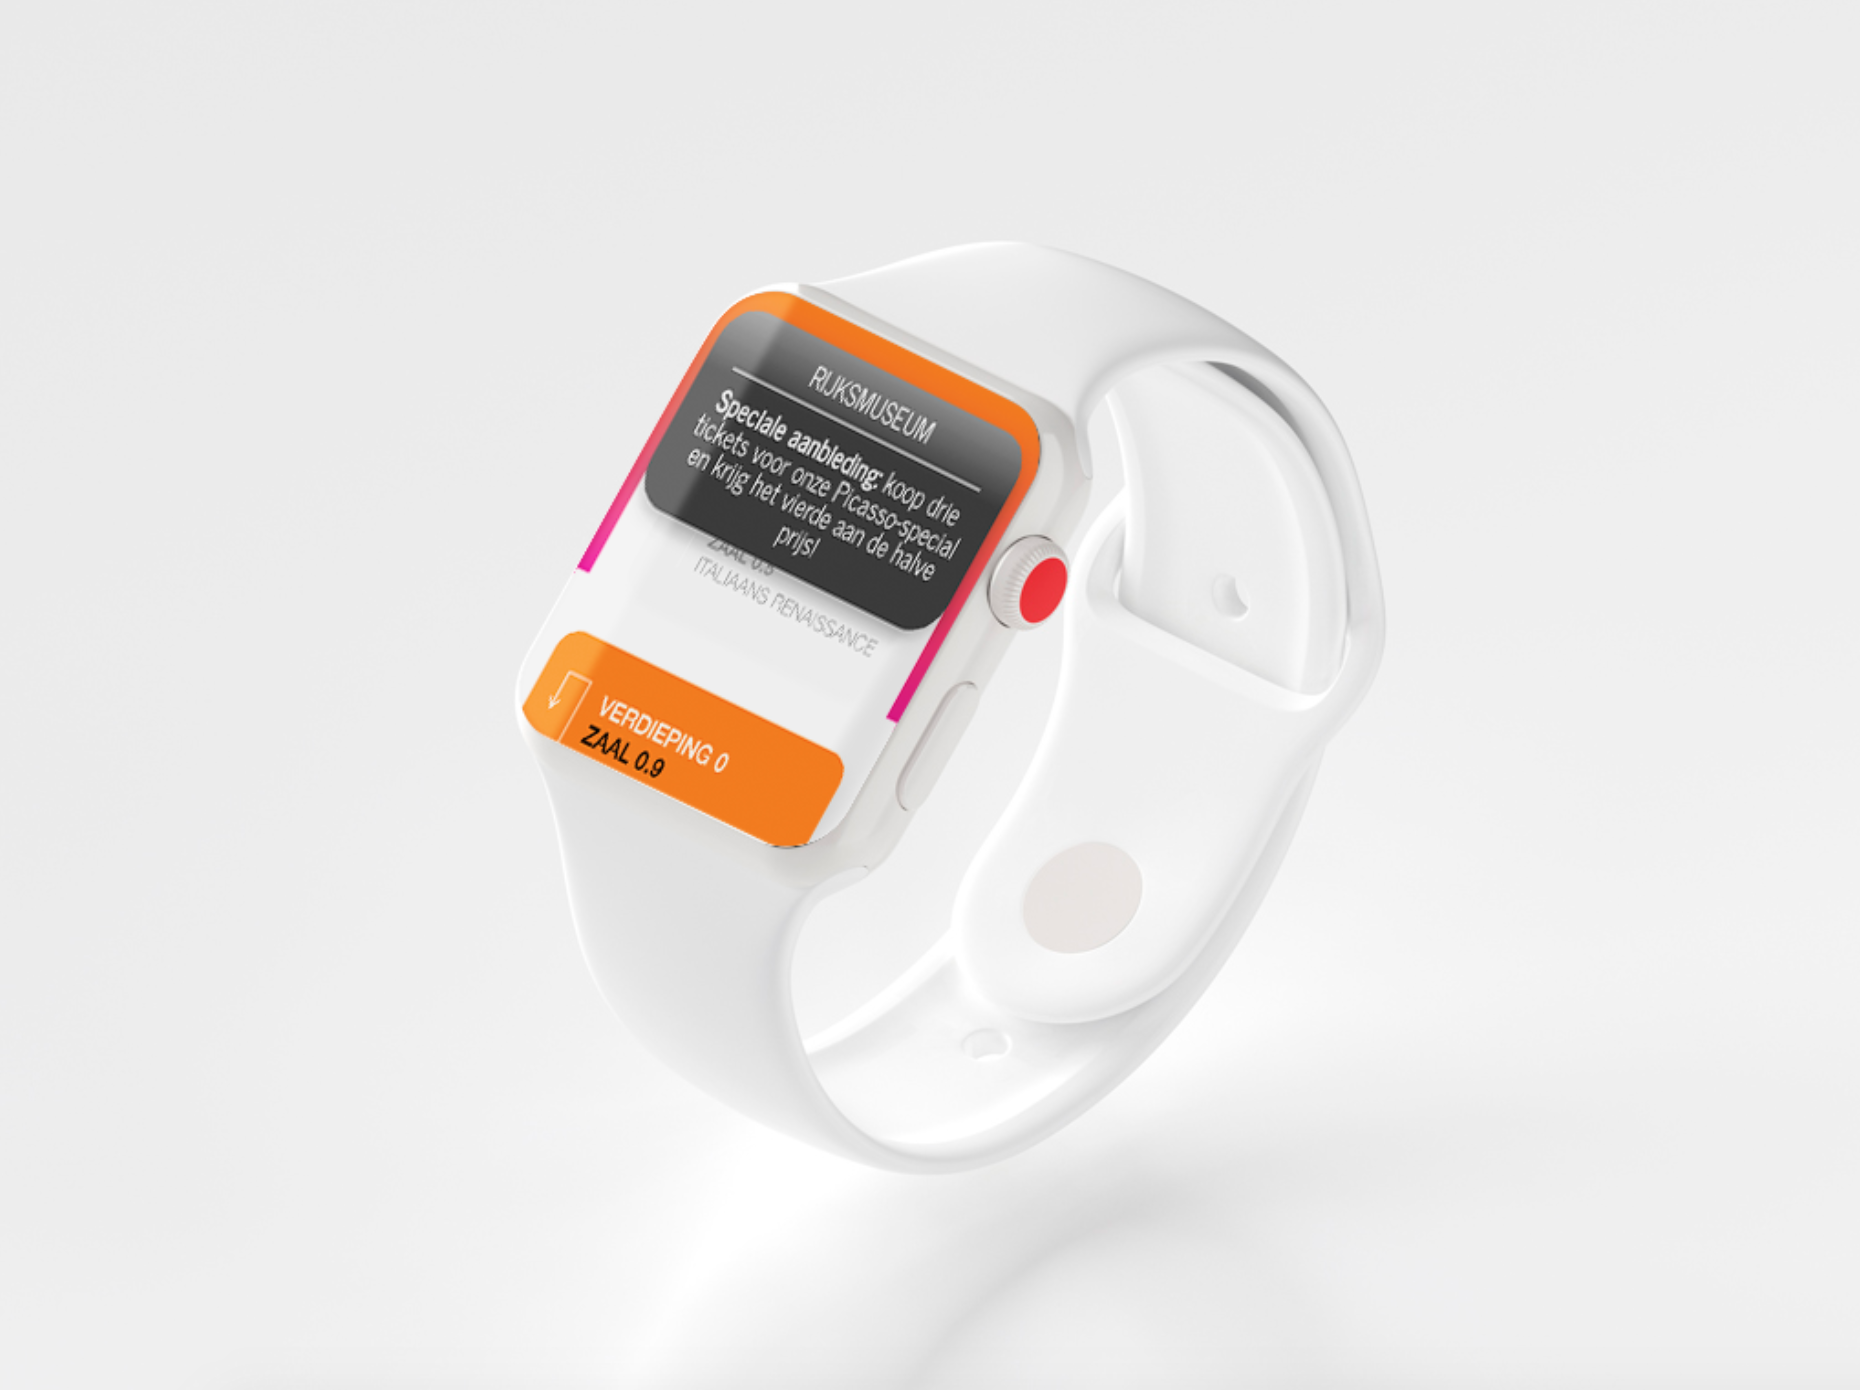 RIJKSMUSEUM
Speciale aanbieding: koop drie
tickets voor onze Picasso-special
en krijg het vierde aan de halve
prijs!
ZAAL
ITALIAANS RENAISSANCE
VERDIEPING 0
ZAAL 0.9